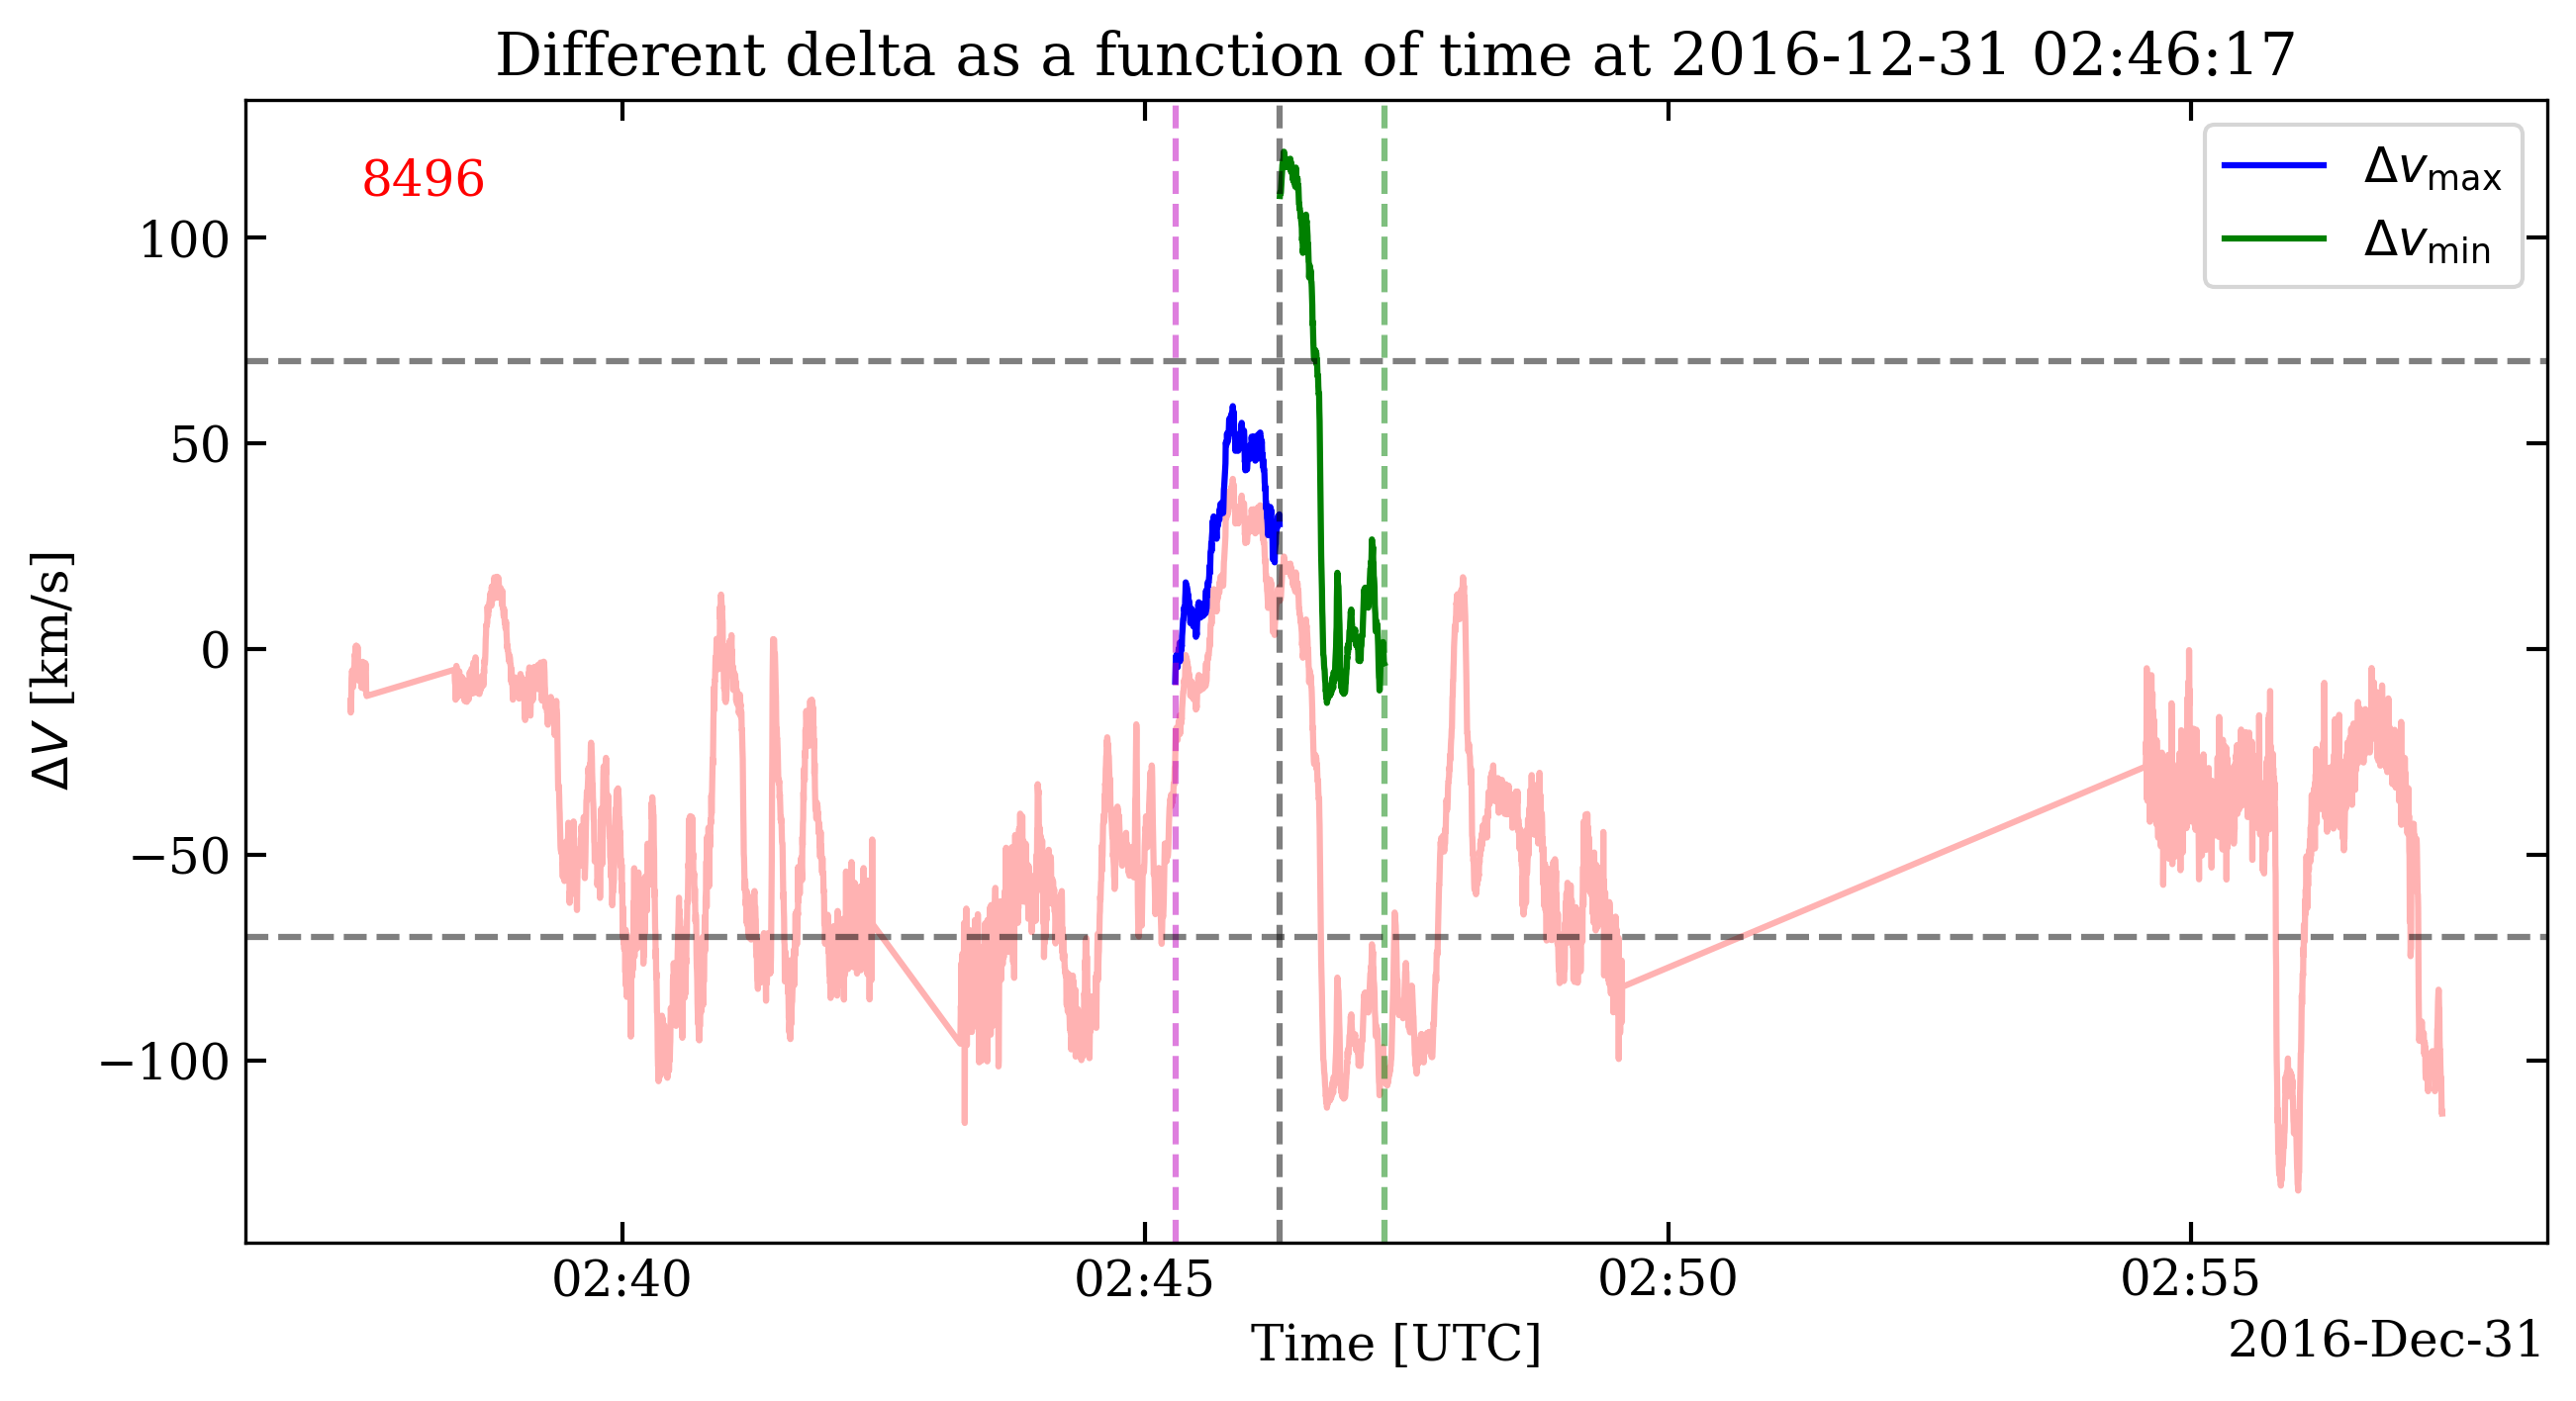 Different delta as a function of time at 2016-12-31 02:46:17
8496
Δv_max
Δv_min
100
50
0
−50
−100
ΔV [km/s]
02:40 02:45 02:50 02:55
Time [UTC]
2016-Dec-31